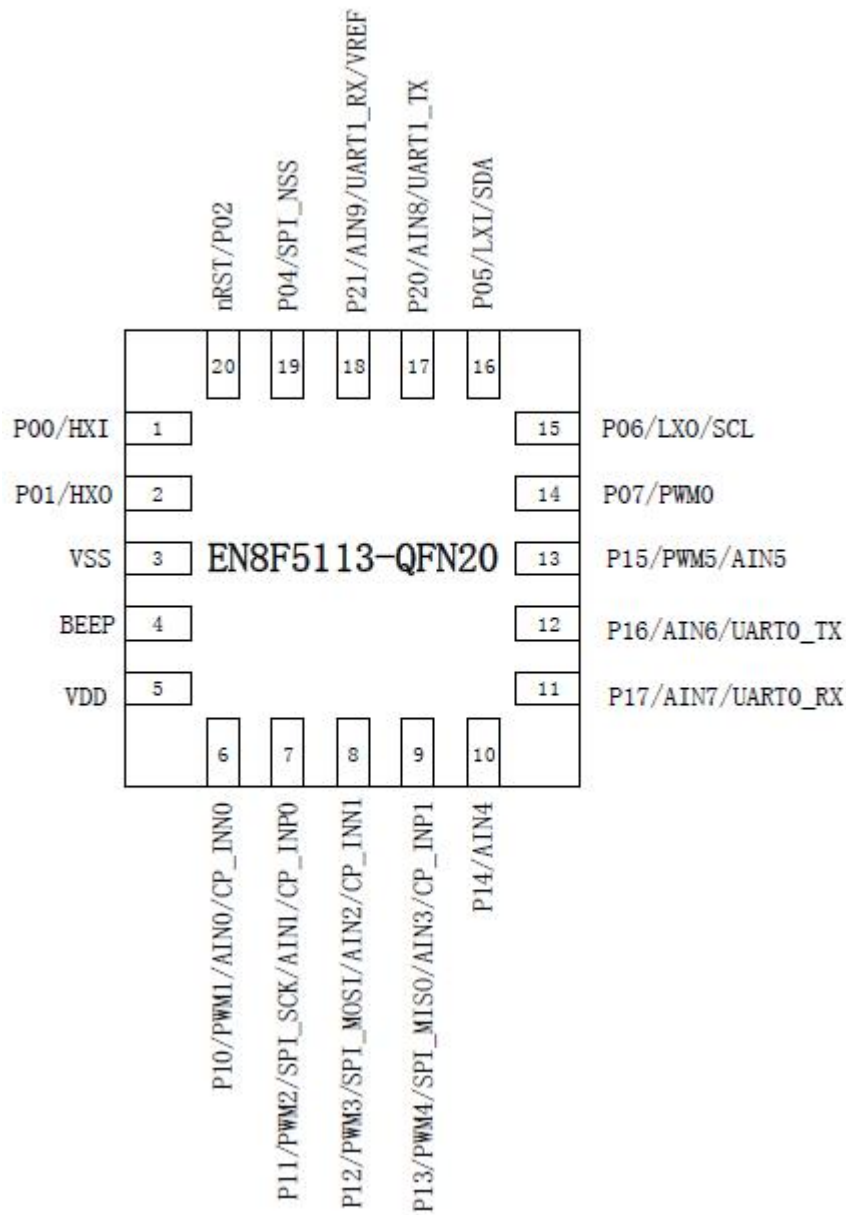 nRST/P02
P04/SPI_NSS
P21/AIN9/UART1_RX/VREF
P20/AIN8/UART1_TX
P05/LXI/SDA
20
19
18
17
16
P00/HXI
1
15
P06/LXO/SCL
P01/HXO
2
14
P07/PWM0
VSS
3
EN8F5113-QFN20
13
P15/PWM5/AIN5
BEEP
4
12
P16/AIN6/UART0_TX
VDD
5
11
P17/AIN7/UART0_RX
6
7
8
9
10
P10/PWM1/AIN0/CP_INN0
P11/PWM2/SPI_SCK/AIN1/CP_INP0
P12/PWM3/SPI_MOSI/AIN2/CP_INN1
P13/PWM4/SPI_MISO/AIN3/CP_INP1
P14/AIN4